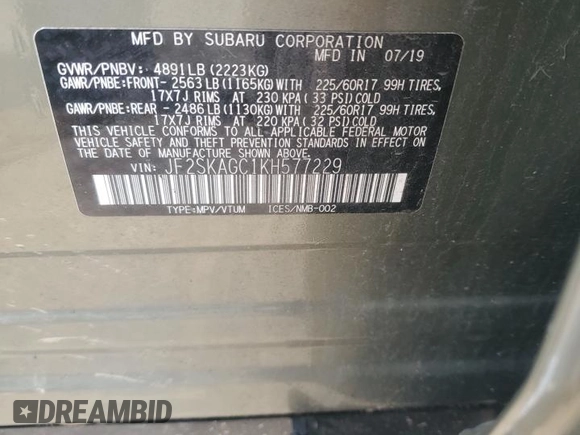 MFD BY SUBARU CORPORATION
MFD IN 07/19
GVWR/PNBV: 4891LB(2223KG)
GAWR/PNBE:FRONT-2563LB(1165KG)WITH 225/60R17 99H TIRES,
17X7J RIMS AT 230 KPA(33 PSI)COLD
GAWR/PNBE:REAR -2486LB(1130KG)WITH 225/60R17 99H TIRES,
17X7J RIMS AT 220 KPA(32 PSI)COLD
THIS VEHICLE CONFORMS TO ALL APPLICABLE FEDERAL MOTOR
VEHICLE SAFETY, BUMPER, AND THEFT PREVENTION STANDARDS IN EFFECT ON
THE DATE OF MANUFACTURE SHOWN ABOVE.
VIN: JF2SKAGC1KH577229
TYPE:MPV/VTUM ICES/NMB-002
DREAMBID